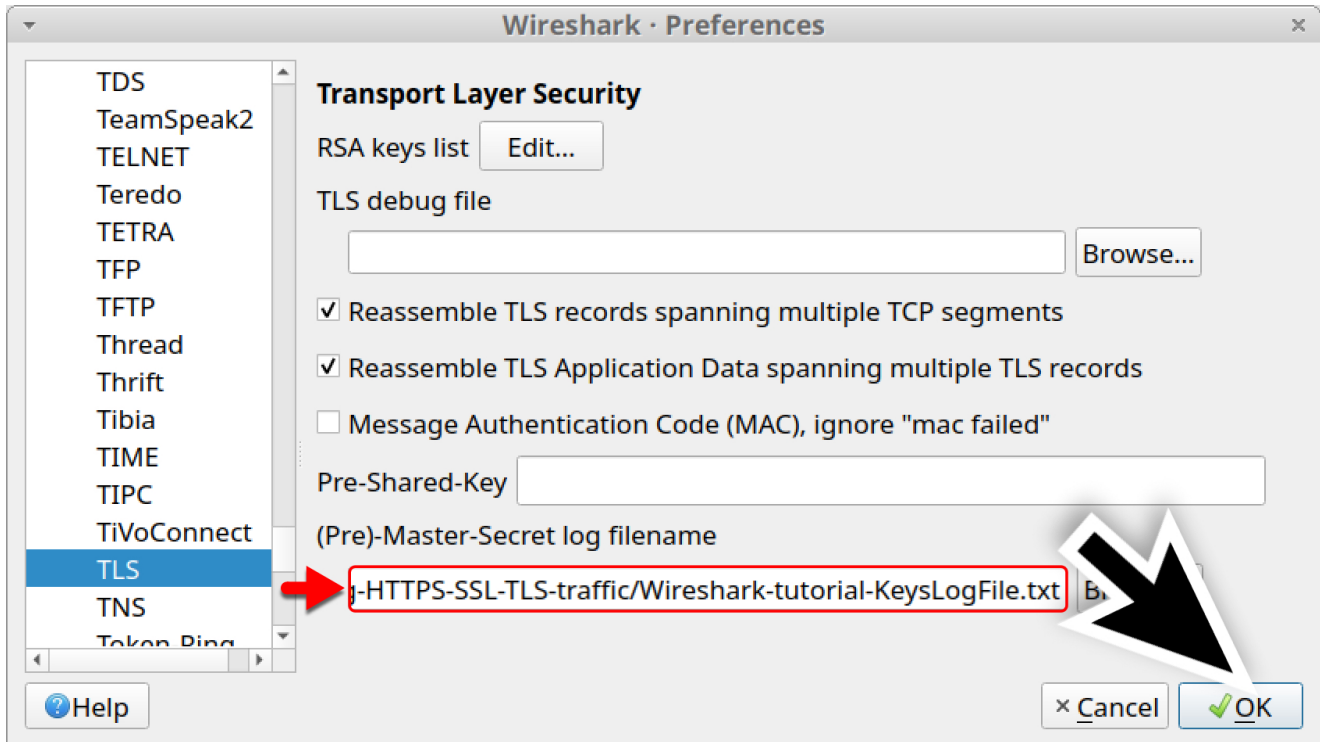 Wireshark · Preferences
TDS
TeamSpeak2
TELNET
Teredo
TETRA
TFP
TFTP
Thread
Thrift
Tibia
TIME
TIPC
TiVoConnect
TLS
TNS
Token Ring
Transport Layer Security
RSA keys list Edit...
TLS debug file
Browse...
Reassemble TLS records spanning multiple TCP segments
Reassemble TLS Application Data spanning multiple TLS records
Message Authentication Code (MAC), ignore "mac failed"
Pre-Shared-Key
(Pre)-Master-Secret log filename
-HTTPS-SSL-TLS-traffic/Wireshark-tutorial-KeysLogFile.txt
Help
Cancel
OK